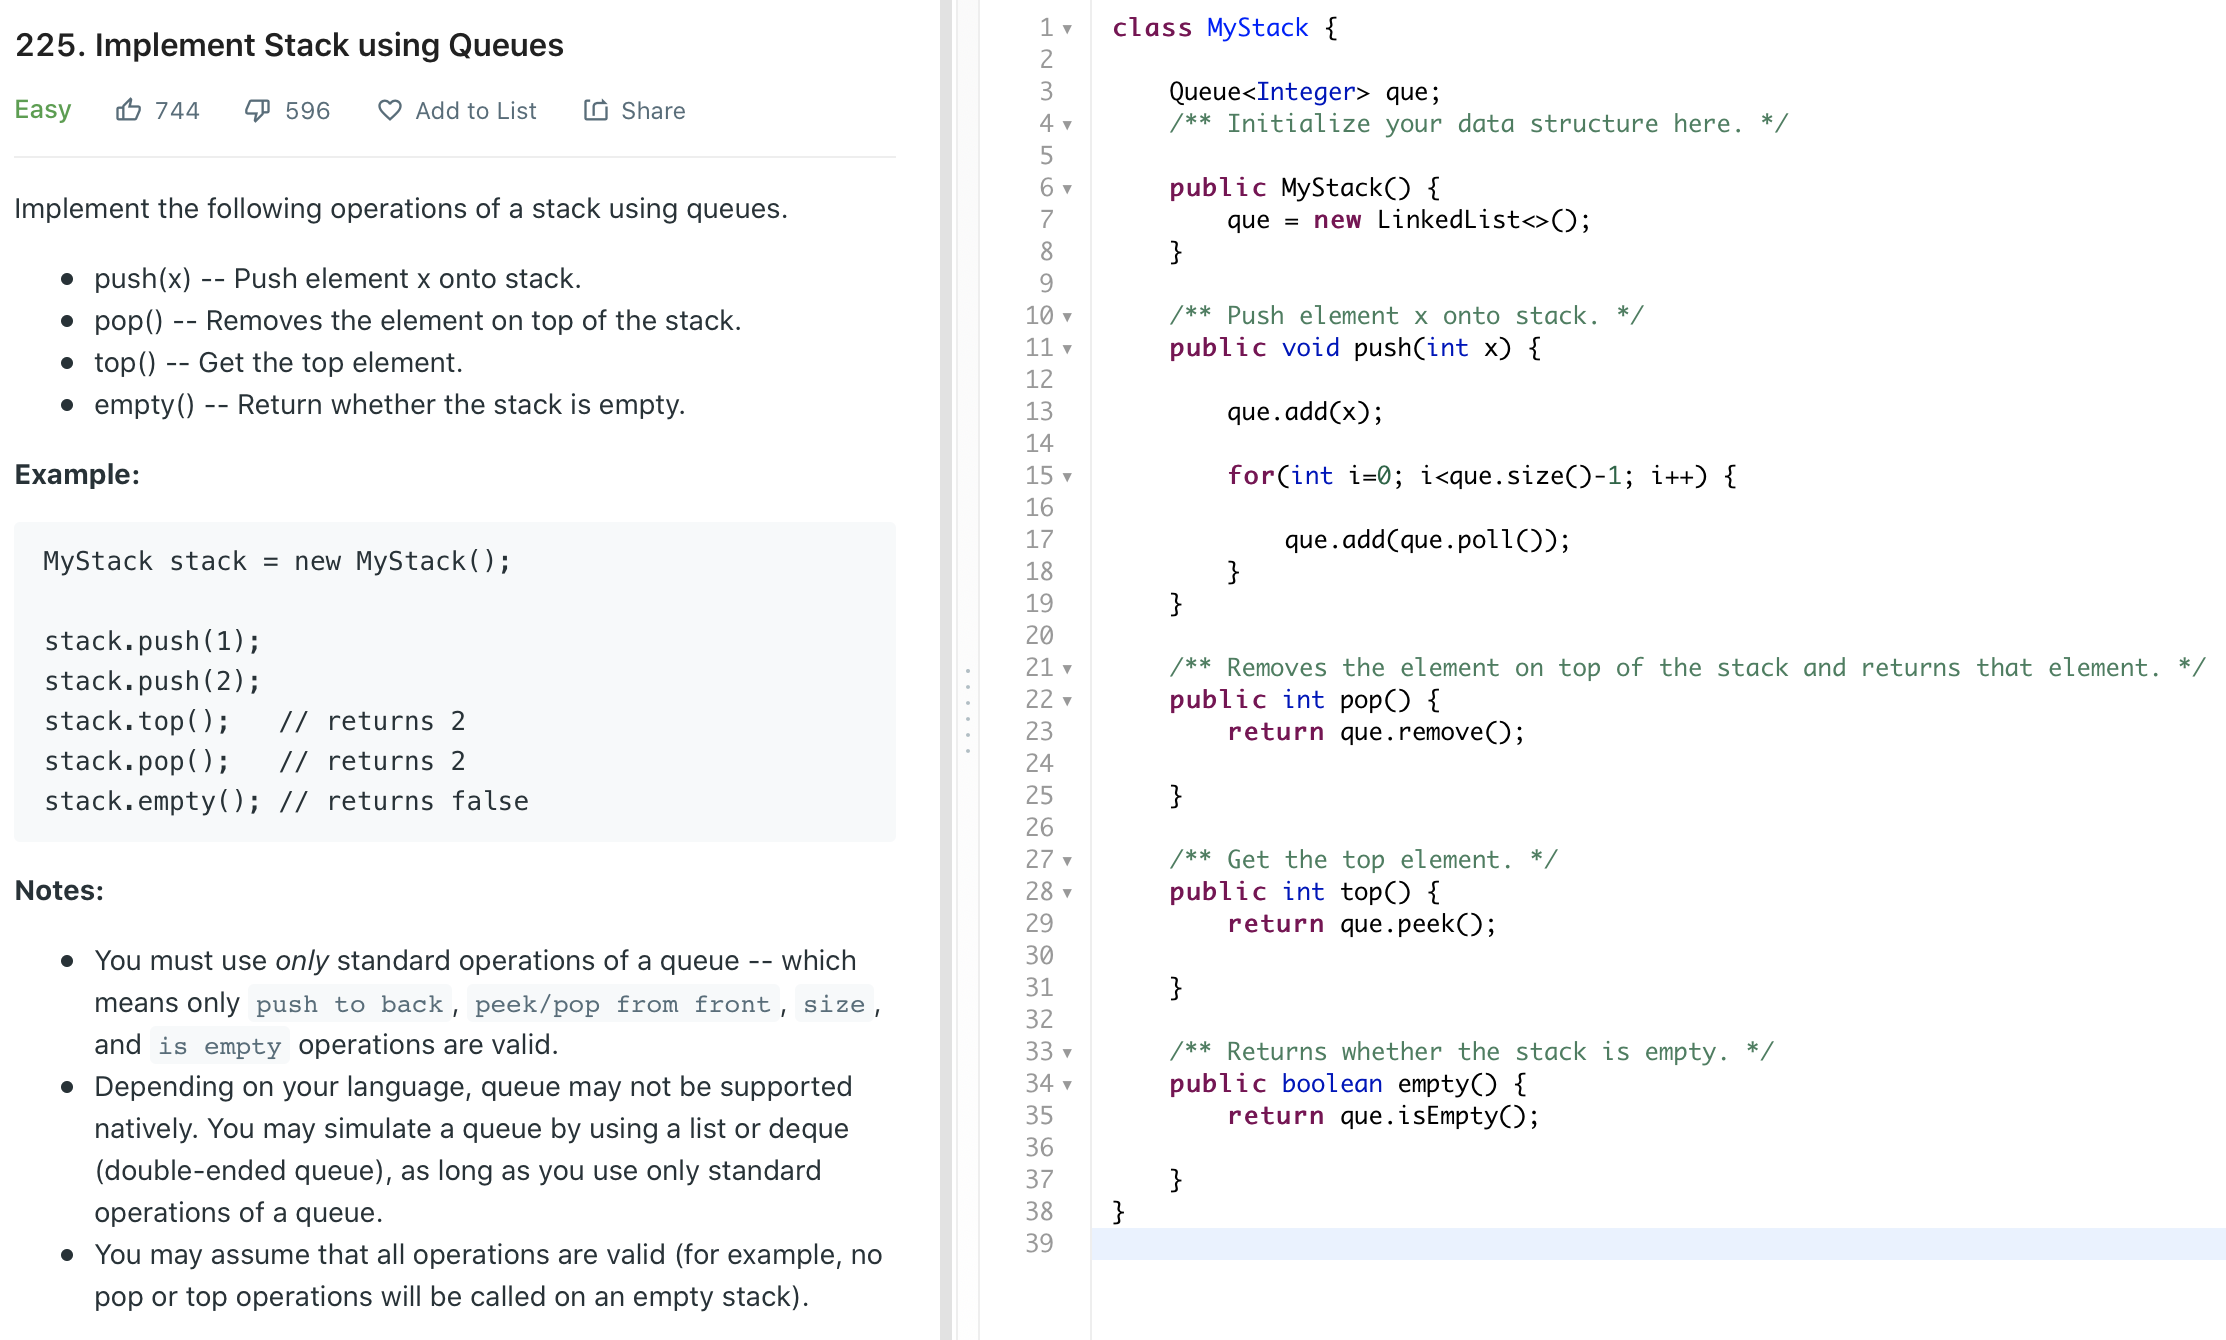 225. Implement Stack using Queues
Easy 744 596 Add to List Share
Implement the following operations of a stack using queues.
● push(x) -- Push element x onto stack.
● pop() -- Removes the element on top of the stack.
● top() -- Get the top element.
● empty() -- Return whether the stack is empty.
Example:
MyStack stack = new MyStack();
stack.push(1);
stack.push(2);
stack.top();   // returns 2
stack.pop();   // returns 2
stack.empty(); // returns false
Notes:
● You must use only standard operations of a queue -- which
means only push to back, peek/pop from front, size,
and is empty operations are valid.
● Depending on your language, queue may not be supported
natively. You may simulate a queue by using a list or deque
(double-ended queue), as long as you use only standard
operations of a queue.
● You may assume that all operations are valid (for example, no
pop or top operations will be called on an empty stack).
1 class MyStack {
2
3     Queue<Integer> que;
4     /** Initialize your data structure here. */
5
6     public MyStack() {
7         que = new LinkedList<>();
8     }
9
10     /** Push element x onto stack. */
11     public void push(int x) {
12
13         que.add(x);
14
15         for(int i=0; i<que.size()-1; i++) {
16
17             que.add(que.poll());
18         }
19     }
20
21     /** Removes the element on top of the stack and returns that element. */
22     public int pop() {
23         return que.remove();
24
25     }
26
27     /** Get the top element. */
28     public int top() {
29         return que.peek();
30
31     }
32
33     /** Returns whether the stack is empty. */
34     public boolean empty() {
35         return que.isEmpty();
36
37     }
38 }
39